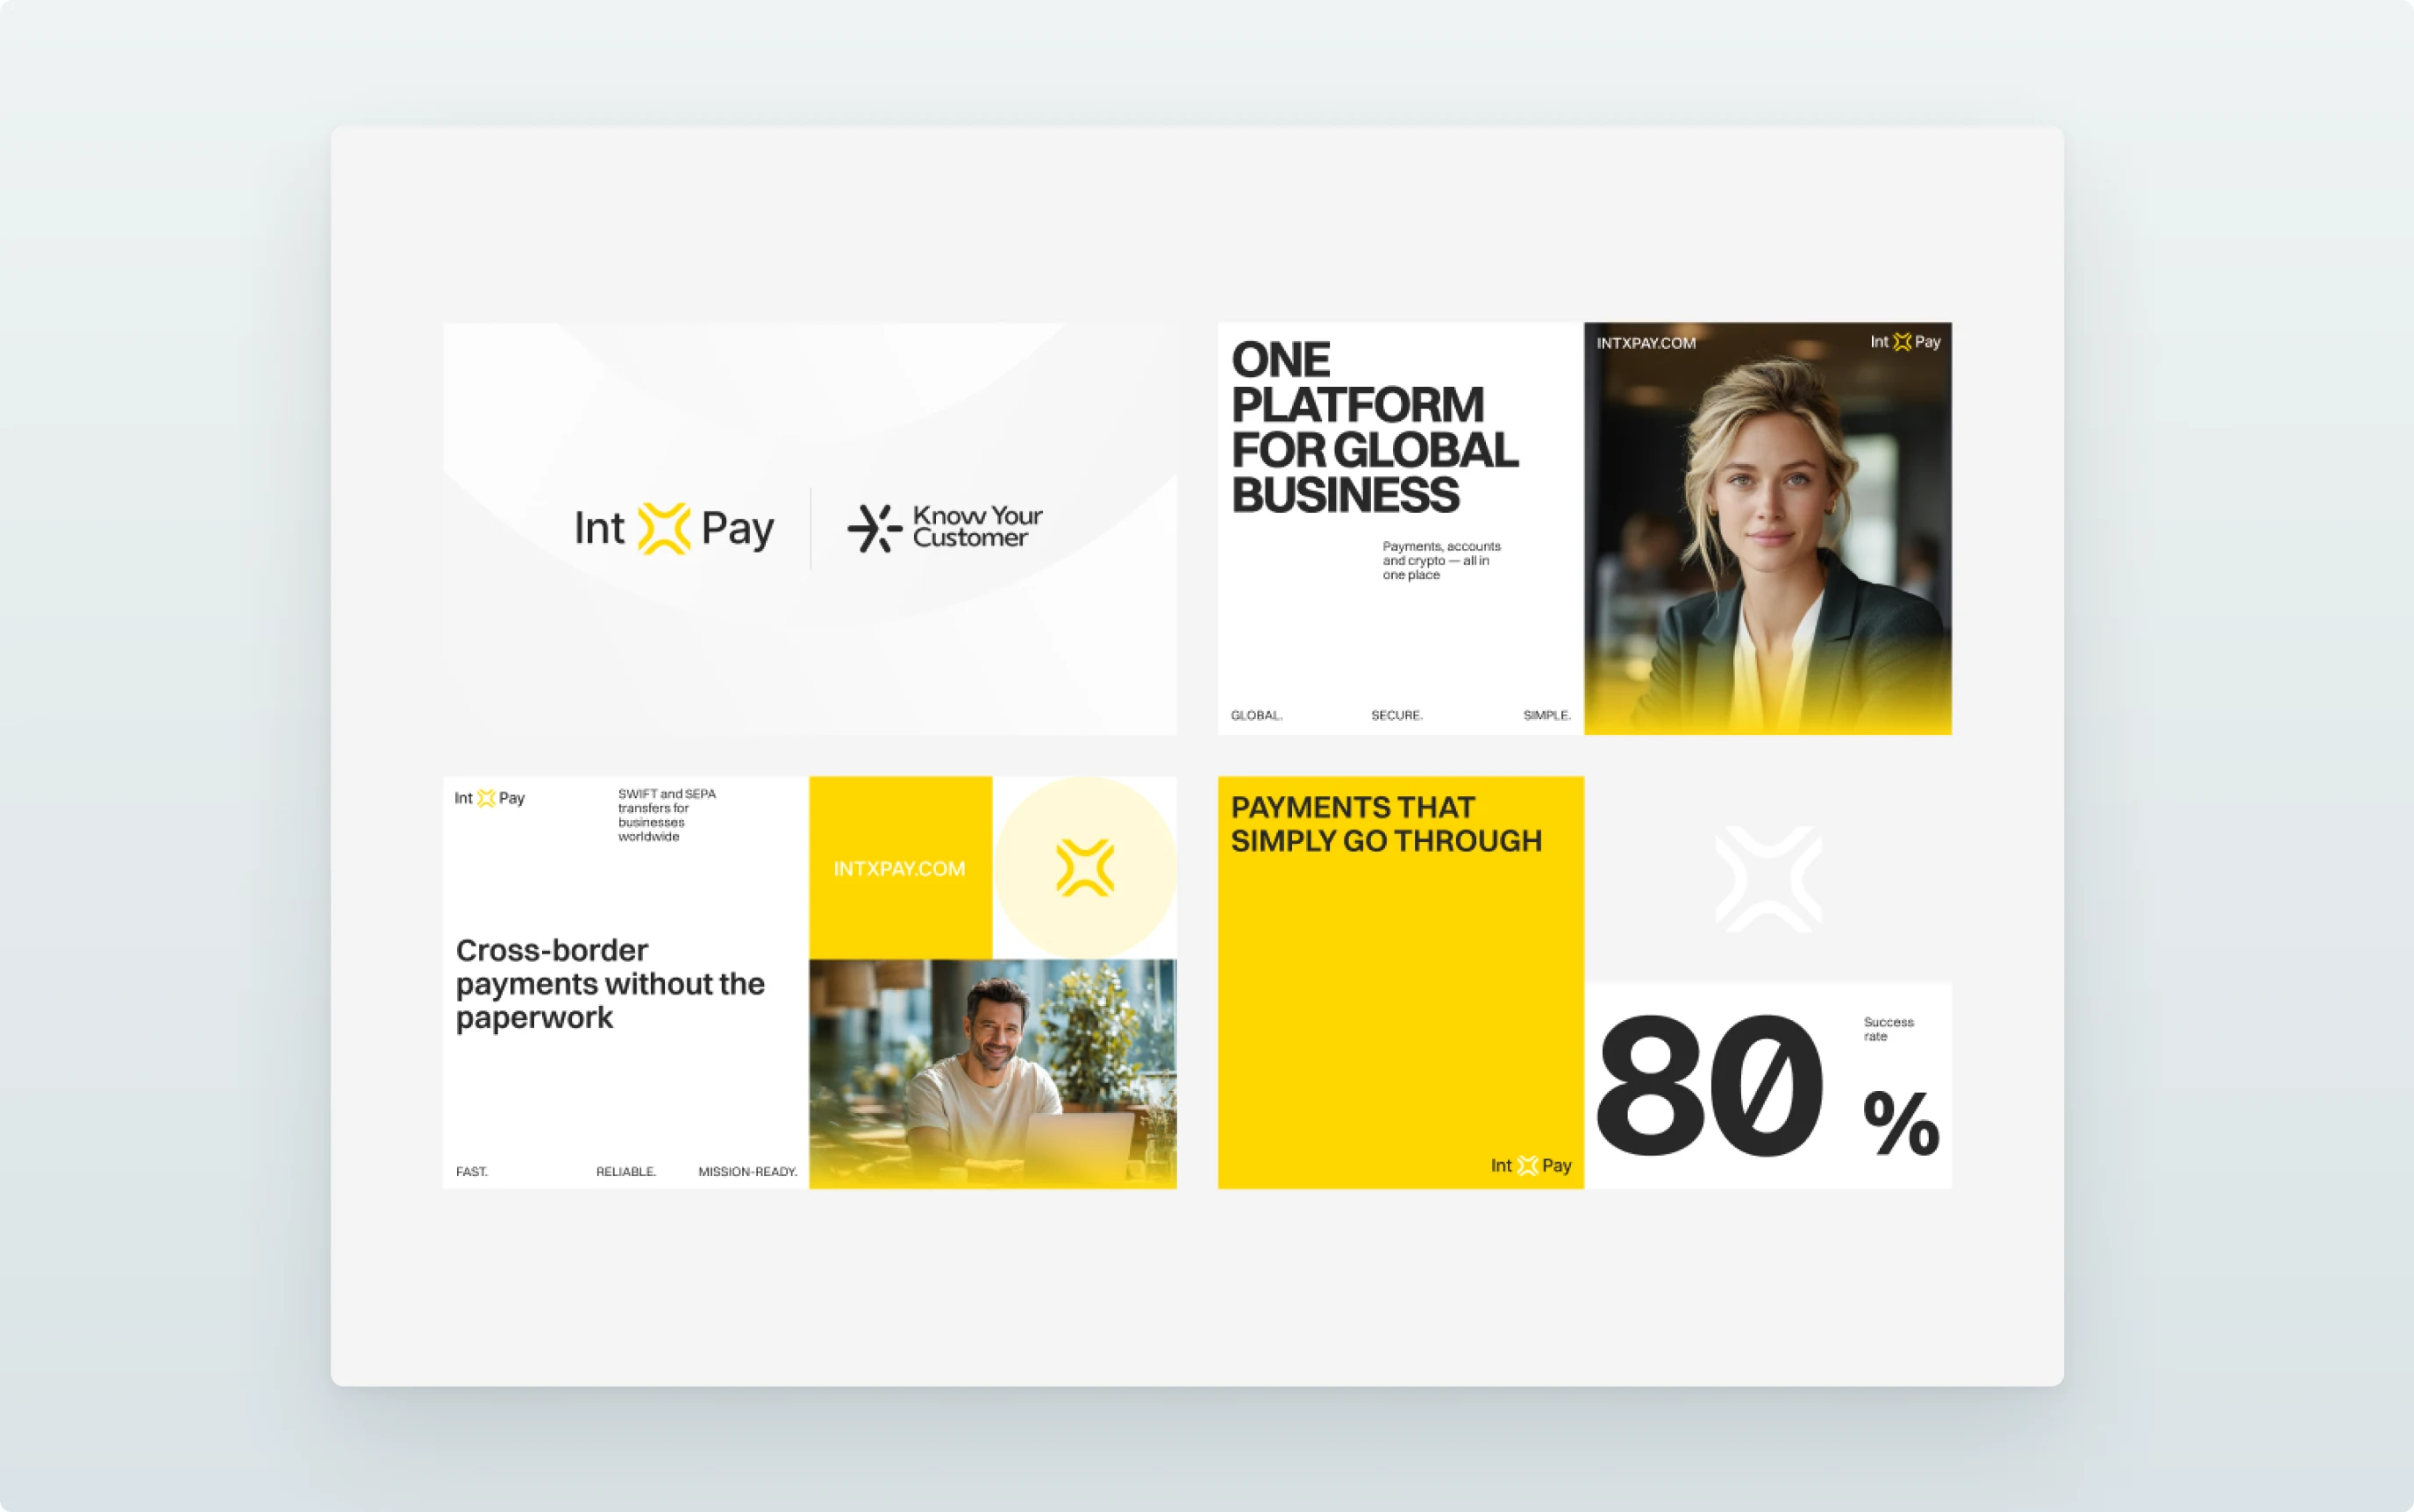 Int Pay
Know Your
Customer
ONE
PLATFORM
FOR GLOBAL
BUSINESS
Payments, accounts
and crypto — all in
one place
GLOBAL. SECURE. SIMPLE.
INTXPAY.COM
Int Pay
Int Pay
SWIFT and SEPA
transfers for
businesses
worldwide
Cross-border
payments without the
paperwork
FAST. RELIABLE. MISSION-READY.
INTXPAY.COM
PAYMENTS THAT
SIMPLY GO THROUGH
Int Pay
Success
rate
80 %